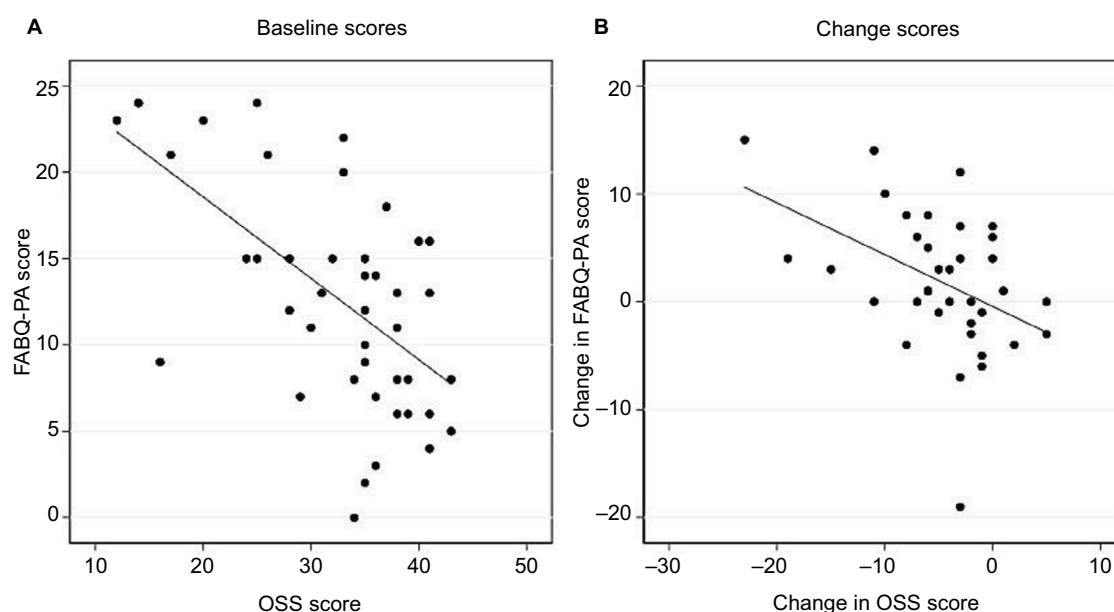 A
Baseline scores
25
20
15
10
5
0
FABQ-PA score
10 20 30 40 50
OSS score
B
Change scores
20
10
0
–10
–20
Change in FABQ-PA score
–30 –20 –10 0 10
Change in OSS score